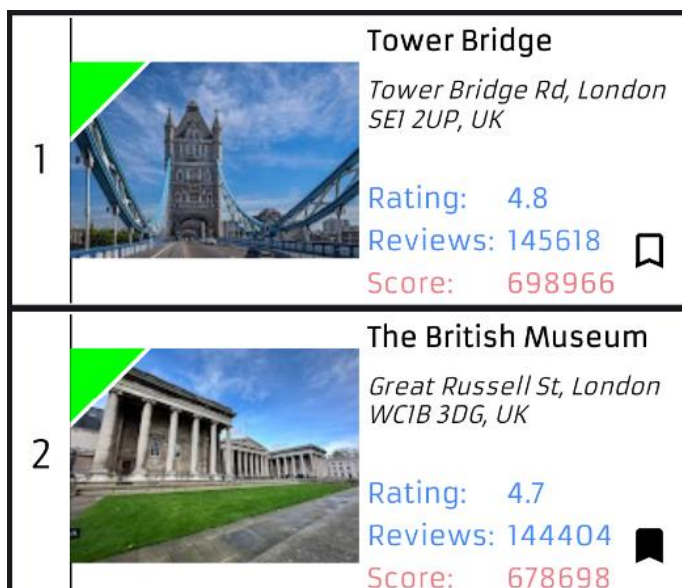 1
Tower Bridge
Tower Bridge Rd, London
SE1 2UP, UK
Rating: 4.8
Reviews: 145618
Score: 698966
2
The British Museum
Great Russell St, London
WC1B 3DG, UK
Rating: 4.7
Reviews: 144404
Score: 678698